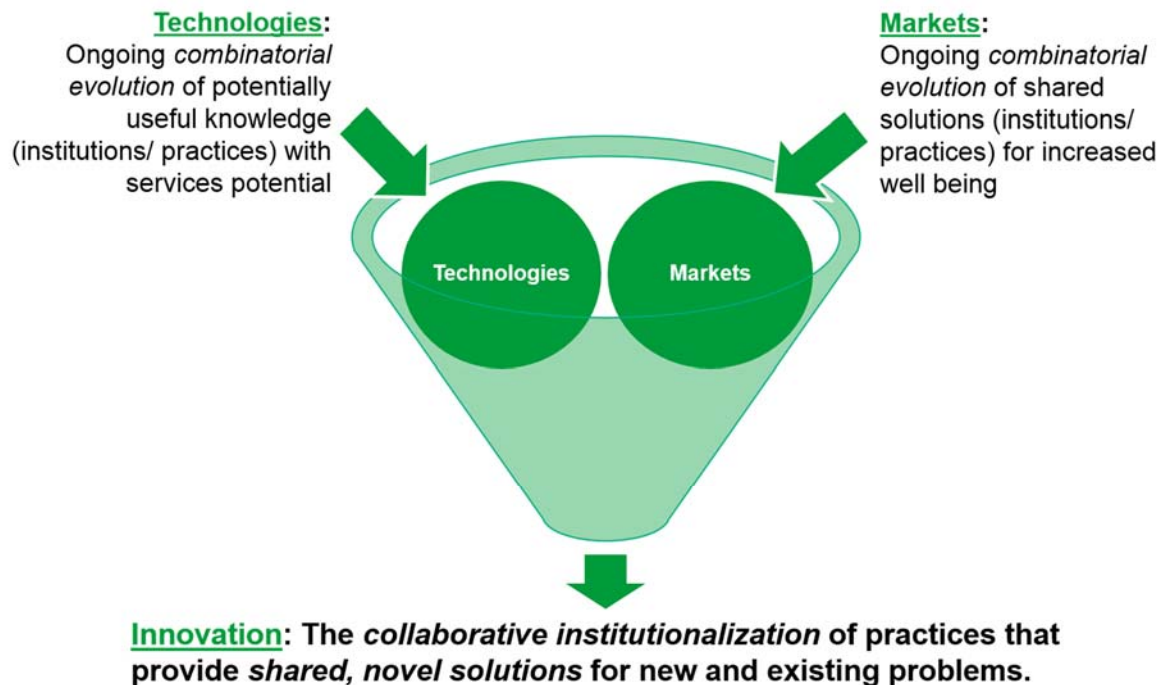 Technologies:
Ongoing combinatorial
evolution of potentially
useful knowledge
(institutions/ practices) with
services potential
Markets:
Ongoing combinatorial
evolution of shared
solutions (institutions/
practices) for increased
well being
Technologies
Markets
Innovation: The collaborative institutionalization of practices that
provide shared, novel solutions for new and existing problems.